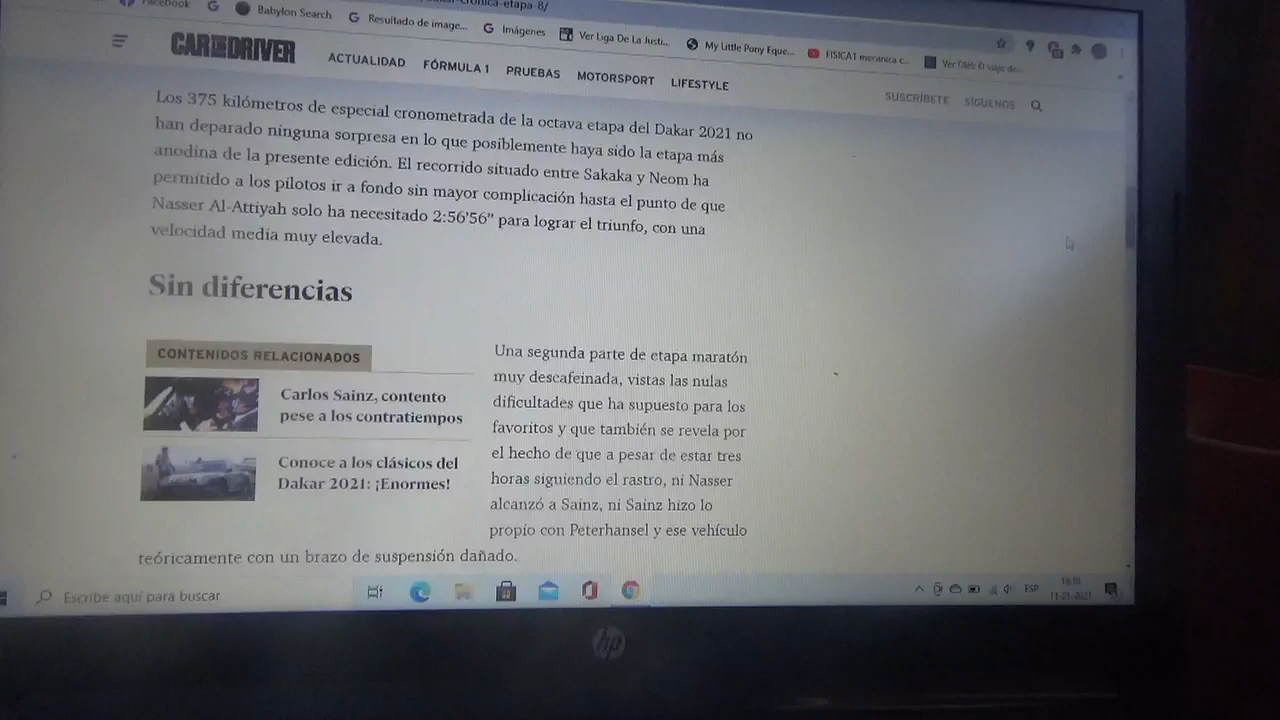 Facebook
Babylon Search
Resultado de image...
Imágenes
Ver Liga De La Justi...
My Little Pony Eque...
FISICA1 mecanica c...
CAR AND DRIVER
ACTUALIDAD FÓRMULA 1 PRUEBAS MOTORSPORT LIFESTYLE
SUSCRÍBETE SÍGUENOS
Los 375 kilómetros de especial cronometrada de la octava etapa del Dakar 2021 no
han deparado ninguna sorpresa en lo que posiblemente haya sido la etapa más
anodina de la presente edición. El recorrido situado entre Sakaka y Neom ha
permitido a los pilotos ir a fondo sin mayor complicación hasta el punto de que
Nasser Al-Attiyah solo ha necesitado 2:56'56” para lograr el triunfo, con una
velocidad media muy elevada.
Sin diferencias
CONTENIDOS RELACIONADOS
Carlos Sainz, contento
pese a los contratiempos
Conoce a los clásicos del
Dakar 2021: ¡Enormes!
Una segunda parte de etapa maratón
muy descafeinada, vistas las nulas
dificultades que ha supuesto para los
favoritos y que también se revela por
el hecho de que a pesar de estar tres
horas siguiendo el rastro, ni Nasser
alcanzó a Sainz, ni Sainz hizo lo
propio con Peterhansel y ese vehículo
teóricamente con un brazo de suspensión dañado.
Escribe aquí para buscar
ESP
11-01-2021
hp